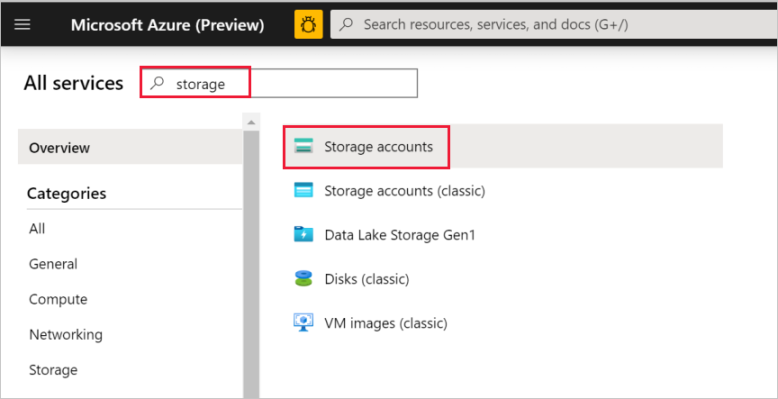 Microsoft Azure (Preview)
Search resources, services, and docs (G+/)
All services
storage
Overview
Categories
All
General
Compute
Networking
Storage
Storage accounts
Storage accounts (classic)
Data Lake Storage Gen1
Disks (classic)
VM images (classic)